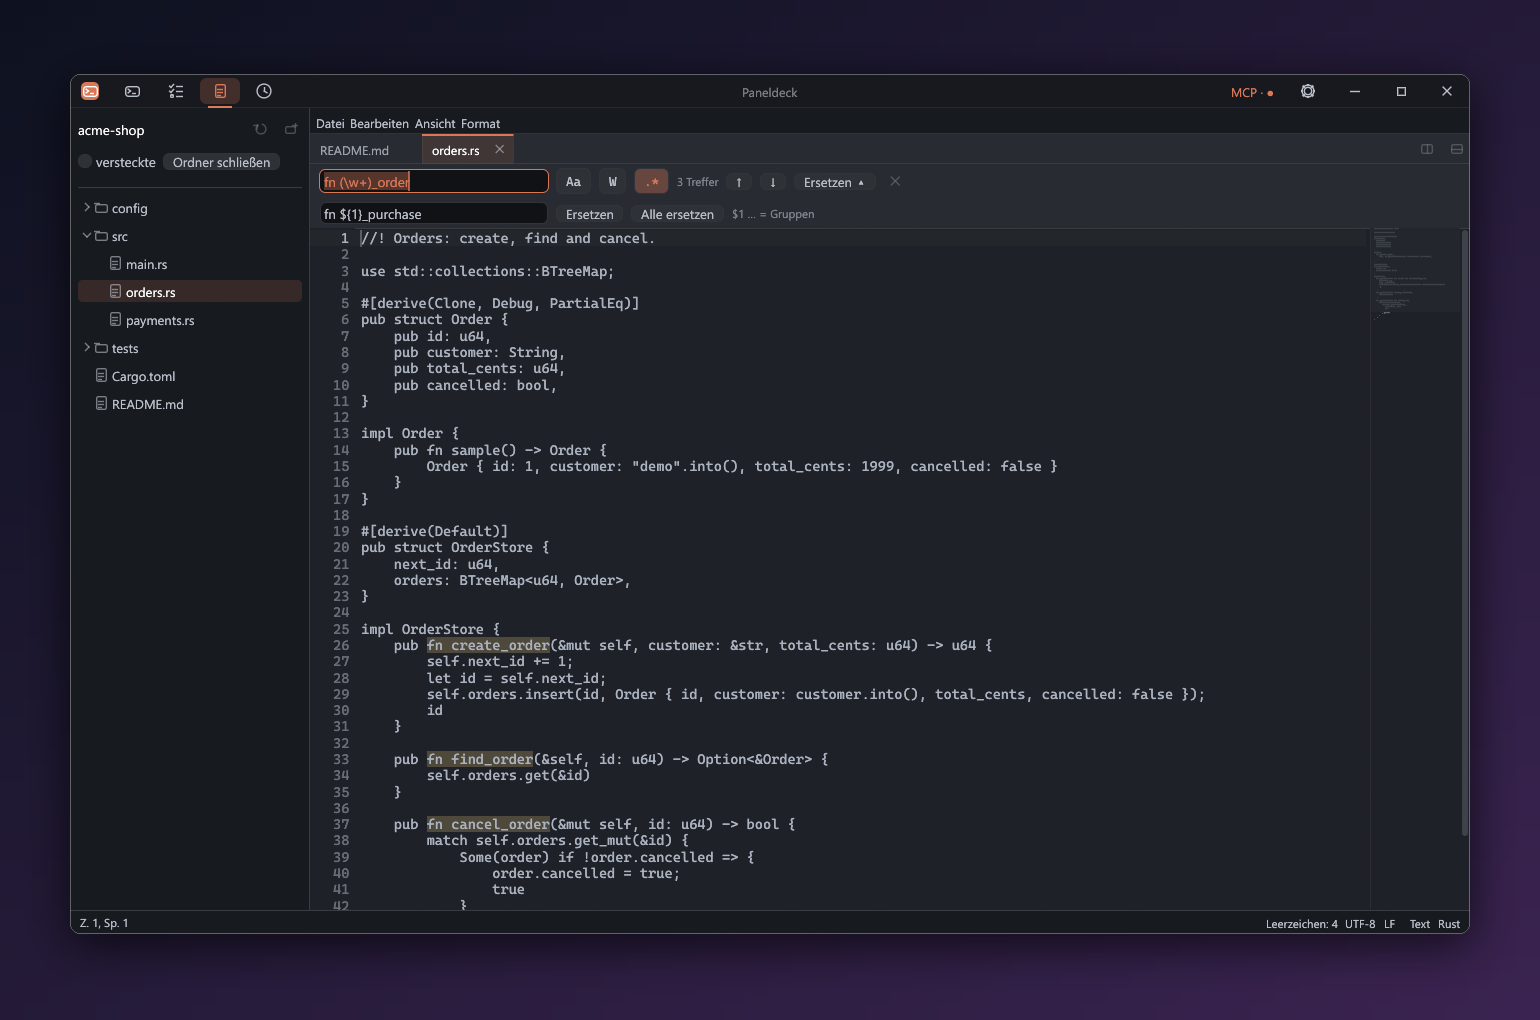 Paneldeck
MCP ·
acme-shop
versteckte
Ordner schließen
config
src
main.rs
orders.rs
payments.rs
tests
Cargo.toml
README.md
Datei Bearbeiten Ansicht Format
README.md
orders.rs
fn (\w+)_order
Aa
W
.*
3 Treffer
↑
↓
Ersetzen
fn ${1}_purchase
Ersetzen
Alle ersetzen
$1 ... = Gruppen
1 //! Orders: create, find and cancel.
2
3 use std::collections::BTreeMap;
4
5 #[derive(Clone, Debug, PartialEq)]
6 pub struct Order {
7     pub id: u64,
8     pub customer: String,
9     pub total_cents: u64,
10     pub cancelled: bool,
11 }
12
13 impl Order {
14     pub fn sample() -> Order {
15         Order { id: 1, customer: "demo".into(), total_cents: 1999, cancelled: false }
16     }
17 }
18
19 #[derive(Default)]
20 pub struct OrderStore {
21     next_id: u64,
22     orders: BTreeMap<u64, Order>,
23 }
24
25 impl OrderStore {
26     pub fn create_order(&mut self, customer: &str, total_cents: u64) -> u64 {
27         self.next_id += 1;
28         let id = self.next_id;
29         self.orders.insert(id, Order { id, customer: customer.into(), total_cents, cancelled: false });
30         id
31     }
32
33     pub fn find_order(&self, id: u64) -> Option<&Order> {
34         self.orders.get(&id)
35     }
36
37     pub fn cancel_order(&mut self, id: u64) -> bool {
38         match self.orders.get_mut(&id) {
39             Some(order) if !order.cancelled => {
40                 order.cancelled = true;
41                 true
42             }
Z. 1, Sp. 1
Leerzeichen: 4 UTF-8 LF Text Rust